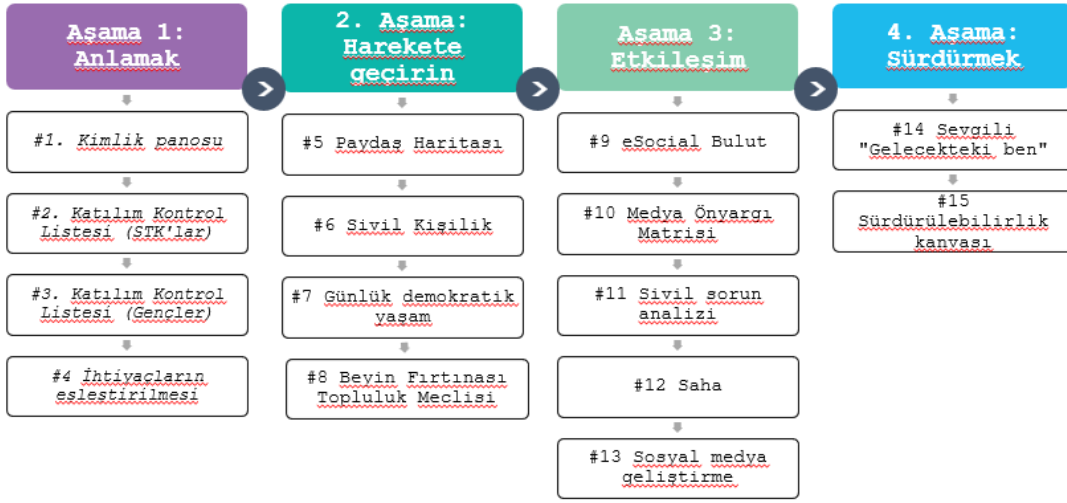 Aşama 1:
Anlamak
#1. Kimlik panosu
#2. Katılım Kontrol
Listesi (STK'lar)
#3. Katılım Kontrol
Listesi (Gençler)
#4 İhtiyaçların
eşleştirilmesi
2. Aşama:
Harekete
geçirin
#5 Paydaş Haritası
#6 Sivil Kişilik
#7 Günlük demokratik
yaşam
#8 Beyin Fırtınası
Topluluk Meclisi
Aşama 3:
Etkileşim
#9 eSocial Bulut
#10 Medya Önyargı
Matrisi
#11 Sivil sorun
analizi
#12 Saha
#13 Sosyal medya
geliştirme
4. Aşama:
Sürdürmek
#14 Sevgili
"Gelecekteki ben"
#15
Sürdürülebilirlik
kanvası